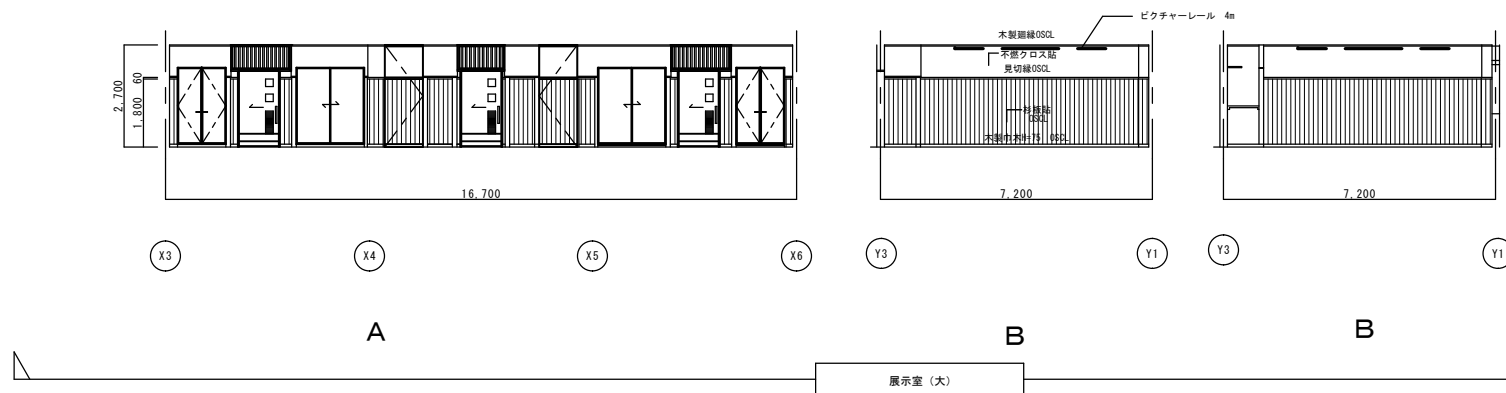 ピクチャーレール 4m
木製廻縁OSCL
不燃クロス貼
見切縁OSCL
杉板貼
OSCL
木製巾木H=75 OSCL
2,700
60
1,800
16,700
7,200
7,200
X3
X4
X5
X6
Y3
Y1
Y3
Y1
A
B
B
展示室（大）